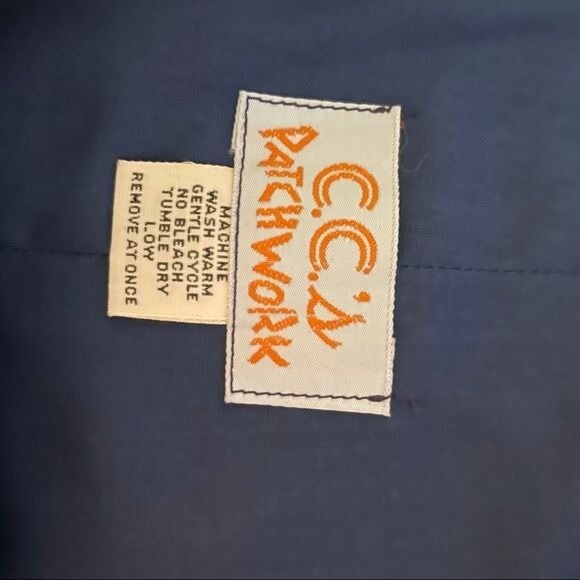 C.C.'s
PATCHWORK
MACHINE
WASH WARM
GENTLE CYCLE
NO BLEACH
TUMBLE DRY
LOW
REMOVE AT ONCE